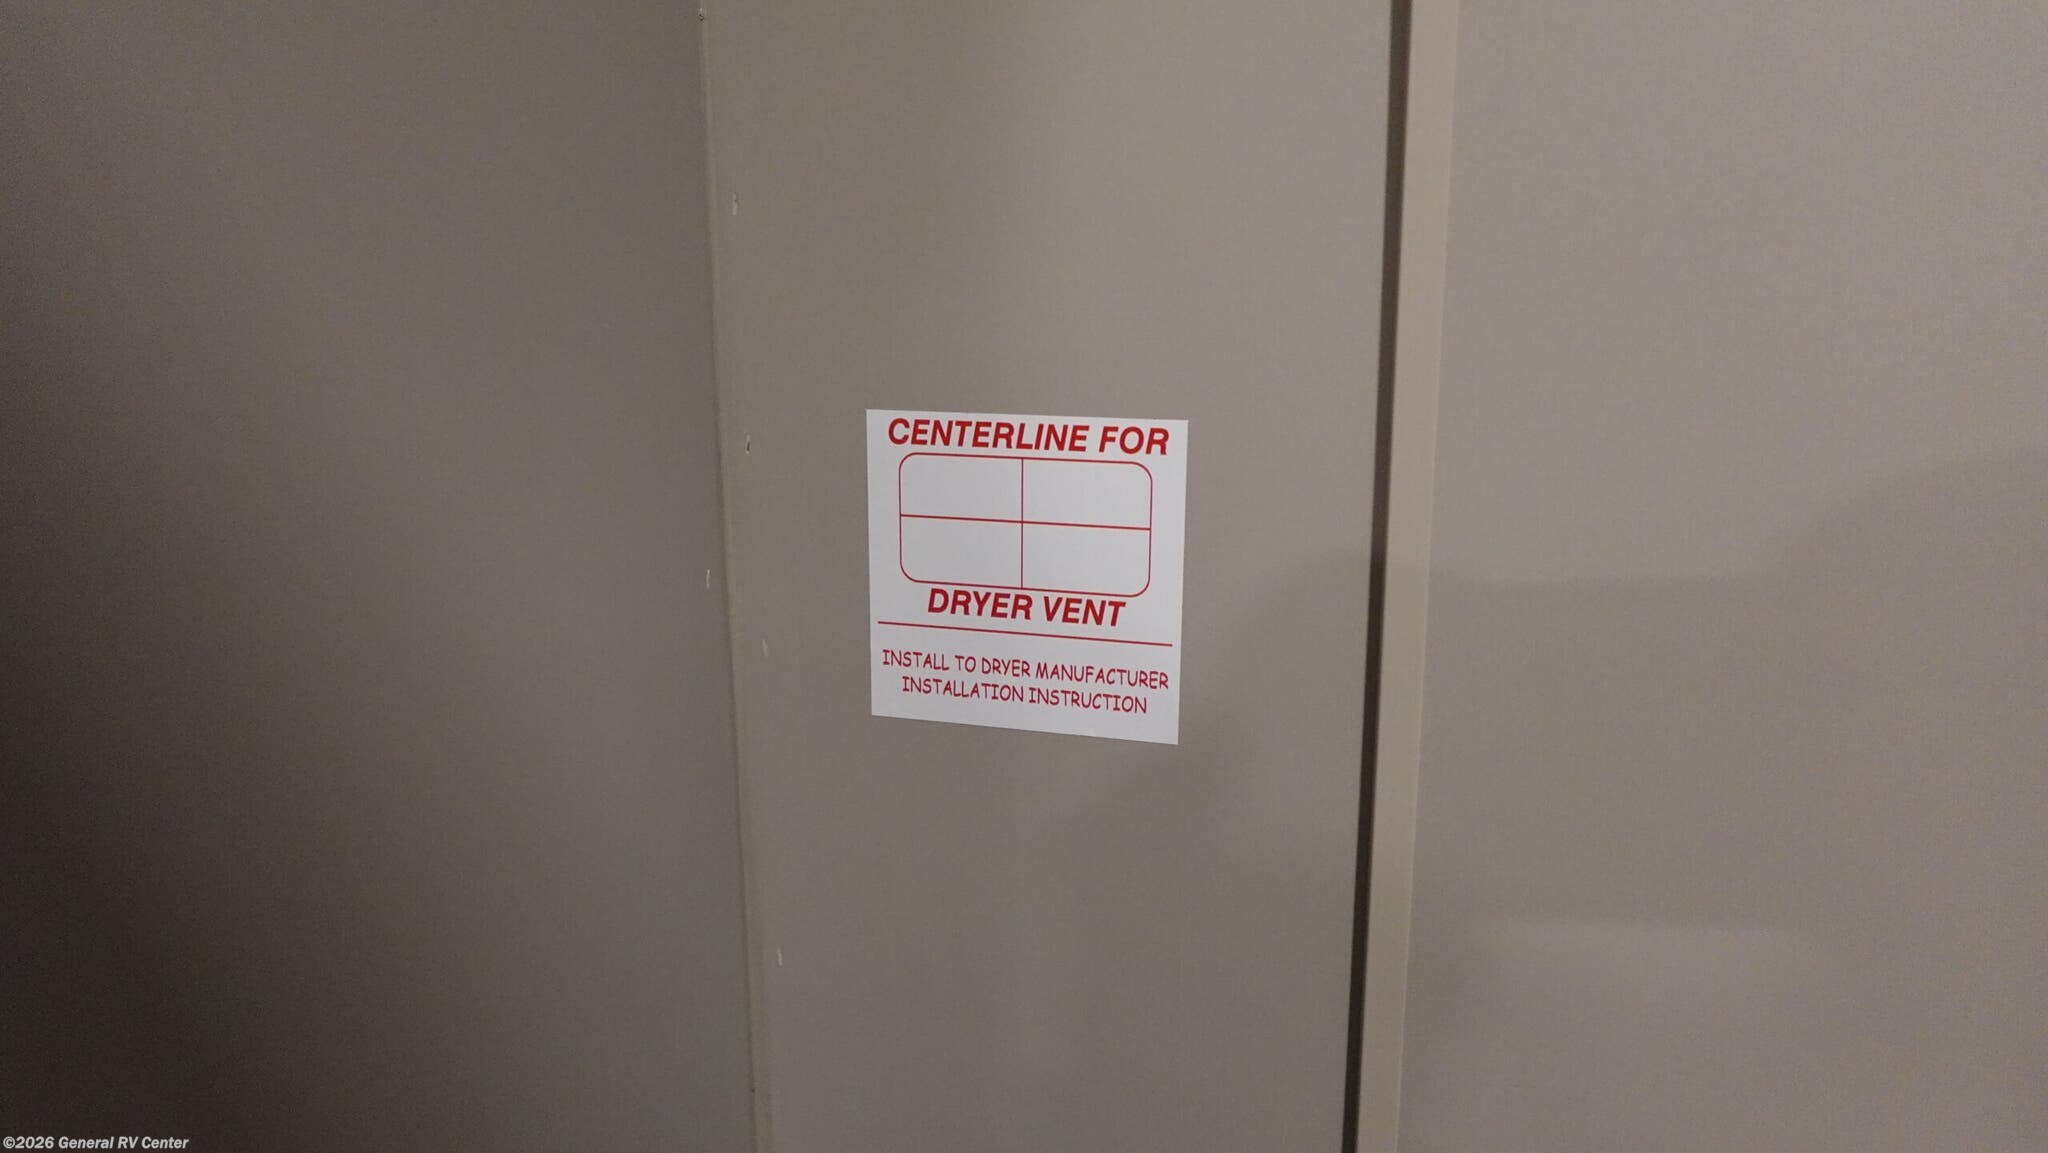 CENTERLINE FOR
DRYER VENT
INSTALL TO DRYER MANUFACTURER
INSTALLATION INSTRUCTION
©2026 General RV Center